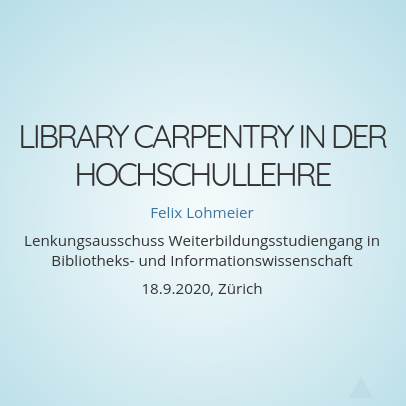 LIBRARY CARPENTRY IN DER
HOCHSCHULLEHRE
Felix Lohmeier
Lenkungsausschuss Weiterbildungsstudiengang in
Bibliotheks- und Informationswissenschaft
18.9.2020, Zürich